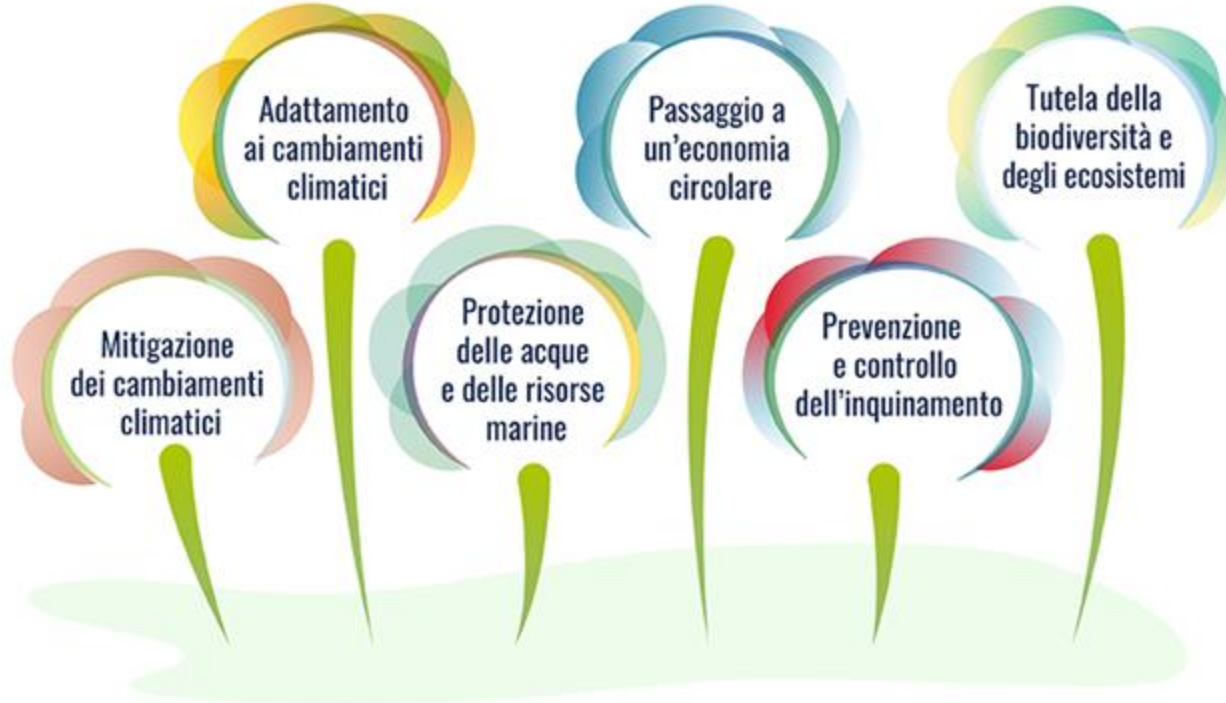 Adattamento
ai cambiamenti
climatici
Passaggio a
un'economia
circolare
Tutela della
biodiversità e
degli ecosistemi
Mitigazione
dei cambiamenti
climatici
Protezione
delle acque
e delle risorse
marine
Prevenzione
e controllo
dell'inquinamento